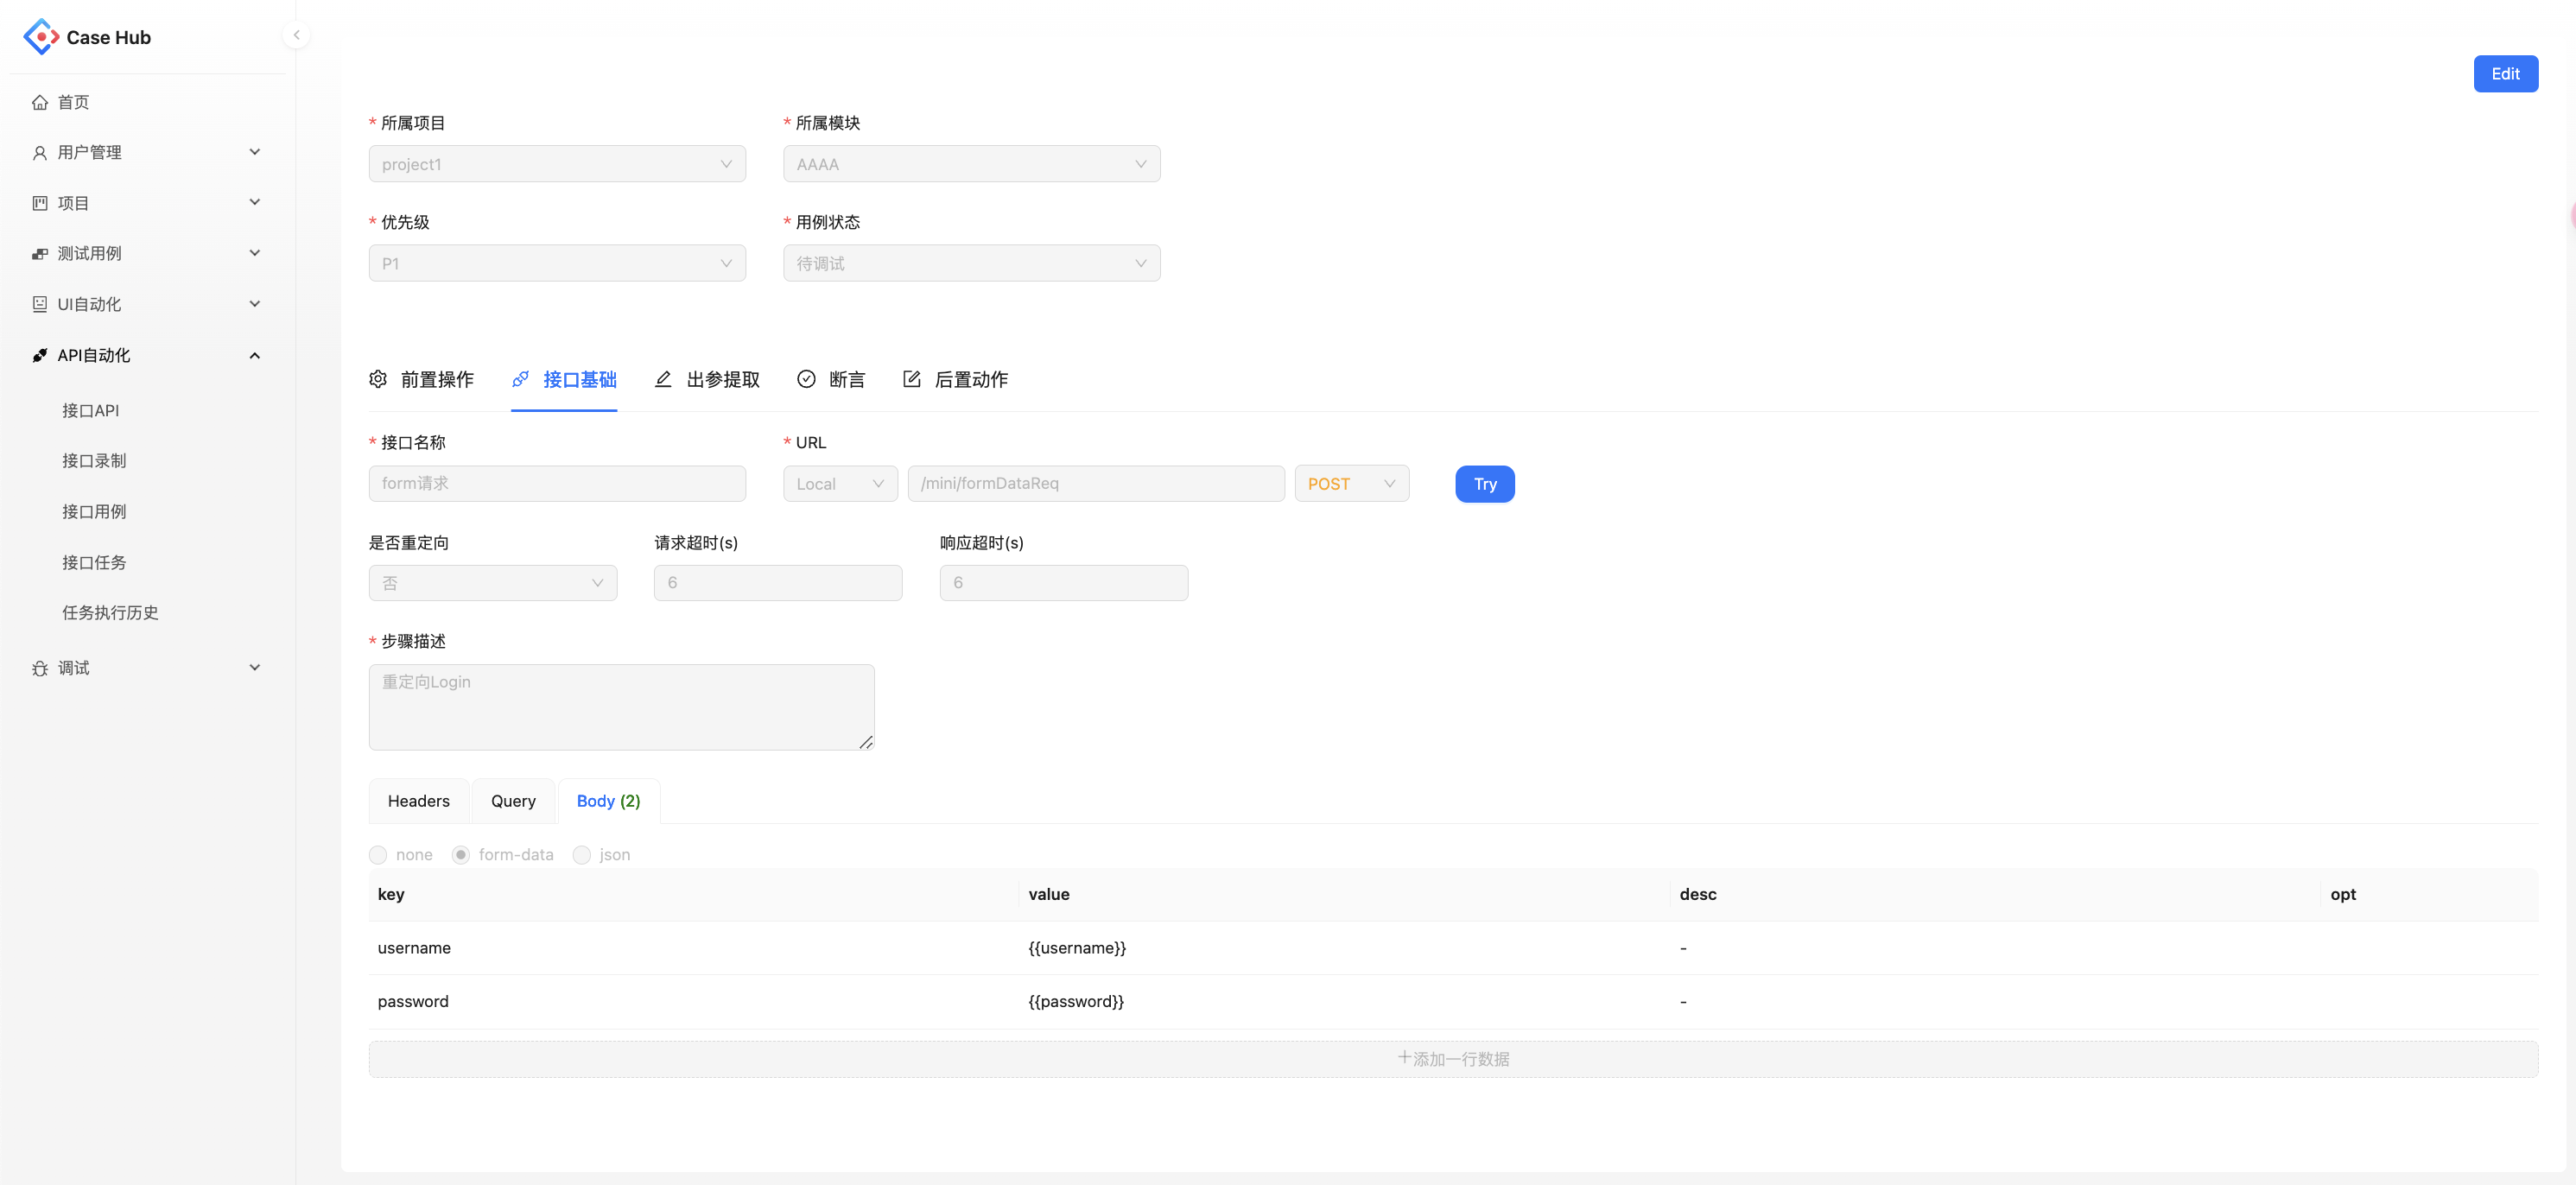 Case Hub
首页
用户管理
项目
测试用例
UI自动化
API自动化
接口API
接口录制
接口用例
接口任务
任务执行历史
调试
Edit
* 所属项目
* 所属模块
project1
AAAA
* 优先级
* 用例状态
P1
待调试
前置操作 接口基础 出参提取 断言 后置动作
* 接口名称
* URL
form请求
Local /mini/formDataReq POST Try
是否重定向 请求超时(s) 响应超时(s)
否 6 6
* 步骤描述
重定向Login
Headers Query Body (2)
none form-data json
key value desc opt
username {{username}} -
password {{password}} -
+添加一行数据